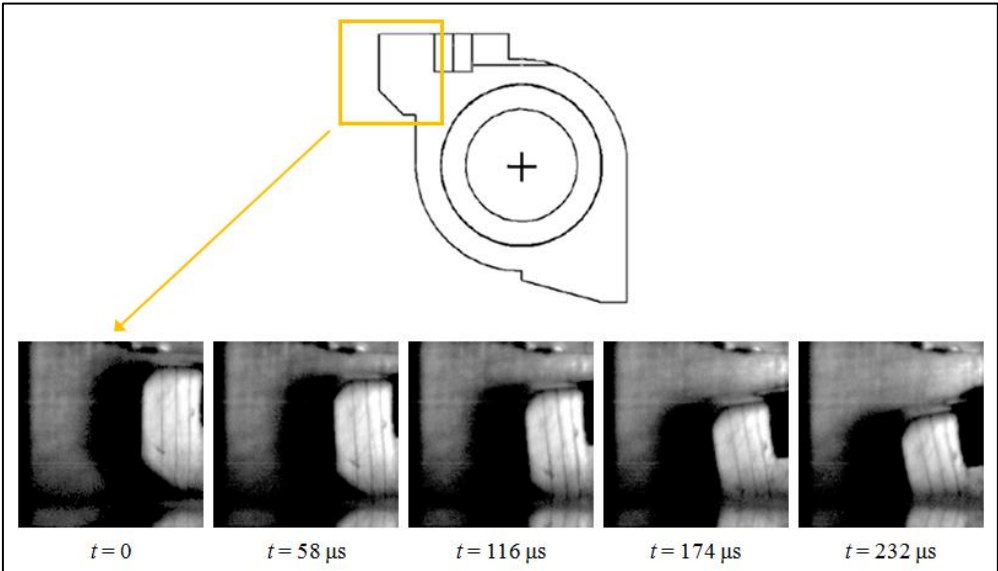 t = 0
t = 58 µs
t = 116 µs
t = 174 µs
t = 232 µs